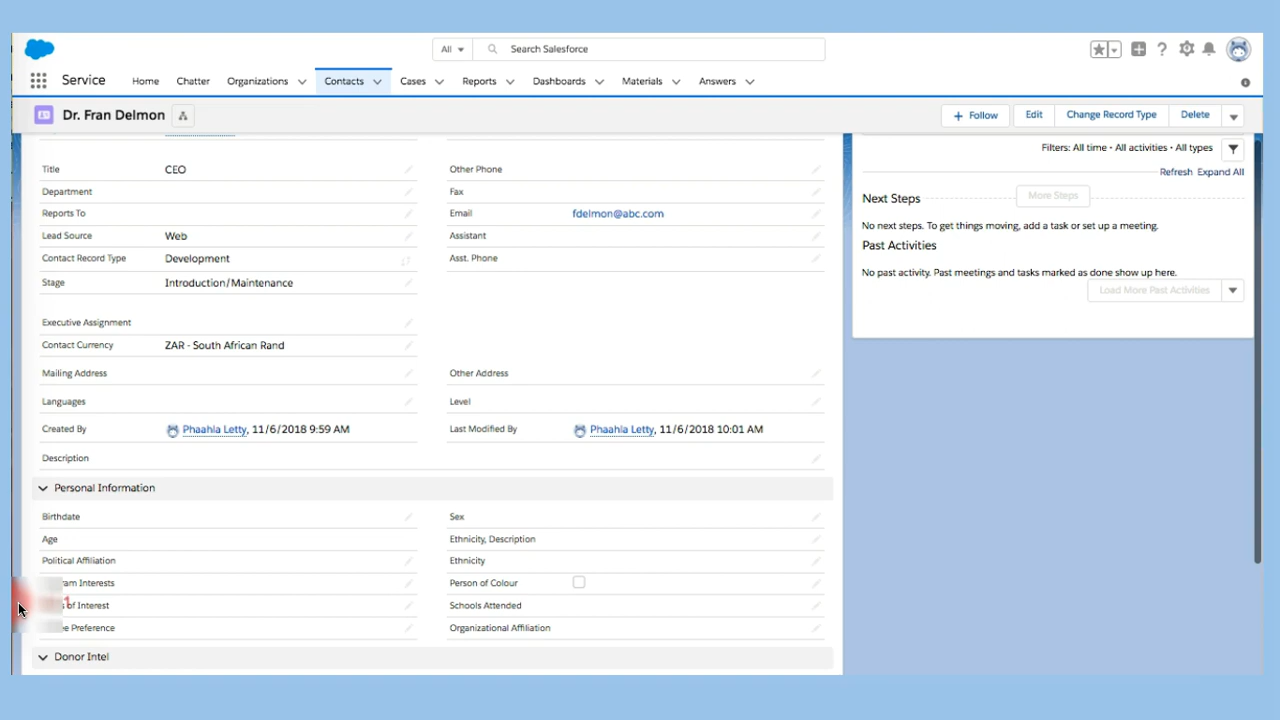 All
Search Salesforce
Service Home Chatter Organizations Contacts Cases Reports Dashboards Materials Answers
Dr. Fran Delmon
Follow Edit Change Record Type Delete
Filters: All time • All activities • All types
Refresh Expand All
Title CEO Other Phone
Department Fax
Reports To Email fdelmon@abc.com
Lead Source Web Assistant
Contact Record Type Development Asst. Phone
Stage Introduction/Maintenance
Executive Assignment
Contact Currency ZAR - South African Rand
Mailing Address Other Address
Languages Level
Created By Phaahla Letty, 11/6/2018 9:59 AM Last Modified By Phaahla Letty, 11/6/2018 10:01 AM
Description
Next Steps More Steps
No next steps. To get things moving, add a task or set up a meeting.
Past Activities
No past activity. Past meetings and tasks marked as done show up here.
Load More Past Activities
Personal Information
Birthdate Sex
Age Ethnicity, Description
Political Affiliation Ethnicity
Interests Person of Colour
of Interest Schools Attended
Preference Organizational Affiliation
Donor Intel